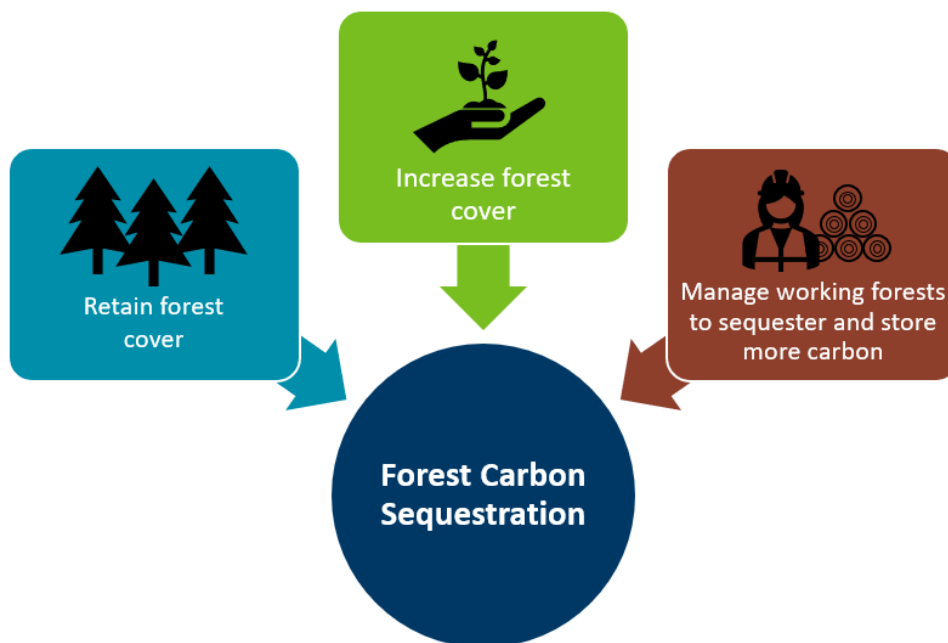 Increase forest
cover
Retain forest
cover
Manage working forests
to sequester and store
more carbon
Forest Carbon
Sequestration